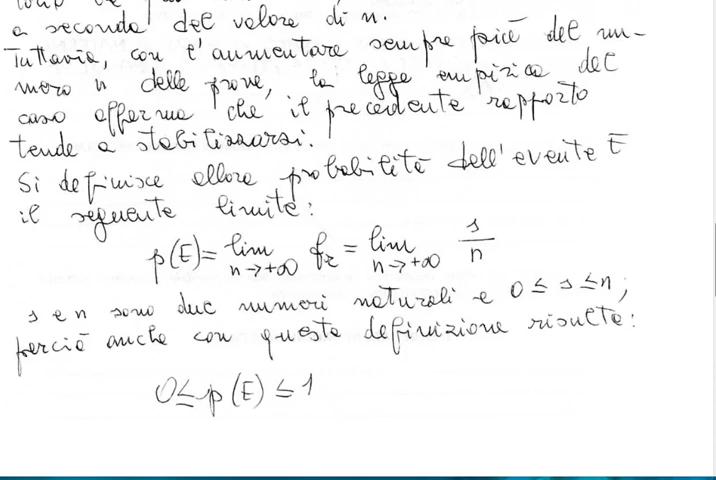 a seconda del valore di n.
Tuttavia, con l'aumentare sempre piú del nu-
mero n delle prove, la legge empirica del
caso afferma che il precedente rapporto
tende a stabilizzarsi.
Si definisce allora probabilità dell'evento E
il seguente limite:
p(E) = lim n→+∞ fr = lim n→+∞ s/n
s e n sono due numeri naturali e 0 ≤ s ≤ n;
perciò anche con questa definizione risulta:
0 ≤ p(E) ≤ 1